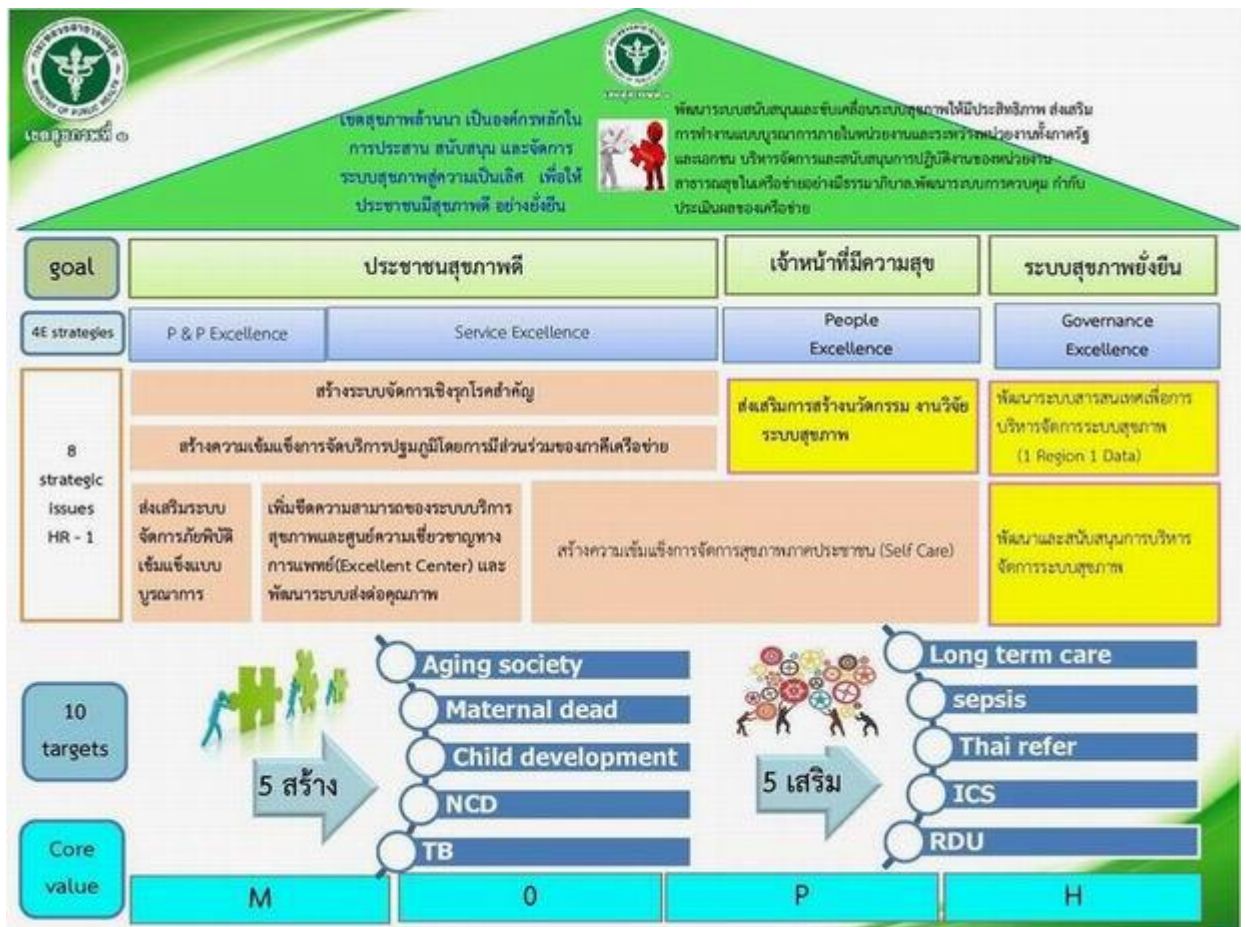 กระทรวงสาธารณสุข
MINISTRY OF PUBLIC HEALTH
เขตสุขภาพที่ ๑
เขตสุขภาพที่ ๑
เขตสุขภาพล้านนา เป็นองค์กรหลักใน
การประสาน สนับสนุน และจัดการ
ระบบสุขภาพสู่ความเป็นเลิศ เพื่อให้
ประชาชนมีสุขภาพดี อย่างยั่งยืน
พัฒนาระบบสนับสนุนและขับเคลื่อนระบบสุขภาพให้มีประสิทธิภาพ ส่งเสริม
การทำงานแบบบูรณาการภายในหน่วยงานและระหว่างหน่วยงานทั้งภาครัฐ
และเอกชน บริหารจัดการและสนับสนุนการปฏิบัติงานของหน่วยงาน
สาธารณสุขในเครือข่ายอย่างมีธรรมาภิบาล.พัฒนาระบบการควบคุม กำกับ
ประเมินผลของเครือข่าย
goal
ประชาชนสุขภาพดี
เจ้าหน้าที่มีความสุข
ระบบสุขภาพยั่งยืน
4E strategies
P & P Excellence
Service Excellence
People
Excellence
Governance
Excellence
8
strategic
issues
HR - 1
สร้างระบบจัดการเชิงรุกโรคสำคัญ
สร้างความเข้มแข็งการจัดบริการปฐมภูมิโดยการมีส่วนร่วมของภาคีเครือข่าย
ส่งเสริมการสร้างนวัตกรรม งานวิจัย
ระบบสุขภาพ
พัฒนาระบบสารสนเทศเพื่อการ
บริหารจัดการระบบสุขภาพ
(1 Region 1 Data)
ส่งเสริมระบบ
จัดการภัยพิบัติ
เข้มแข็งแบบ
บูรณาการ
เพิ่มขีดความสามารถของระบบบริการ
สุขภาพและศูนย์ความเชี่ยวชาญทาง
การแพทย์(Excellent Center) และ
พัฒนาระบบส่งต่อคุณภาพ
สร้างความเข้มแข็งการจัดการสุขภาพภาคประชาชน (Self Care)
พัฒนาและสนับสนุนการบริหาร
จัดการระบบสุขภาพ
10
targets
5 สร้าง
Aging society
Maternal dead
Child development
NCD
TB
5 เสริม
Long term care
sepsis
Thai refer
ICS
RDU
Core
value
M
O
P
H